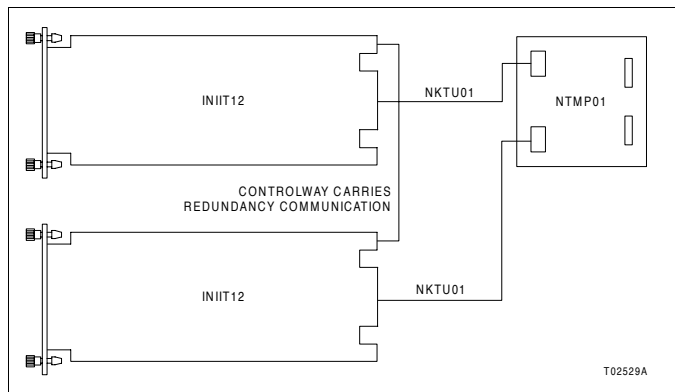 INIIT12
NKTU01
NTMP01
CONTROLWAY CARRIES
REDUNDANCY COMMUNICATION
INIIT12
NKTU01
T02529A